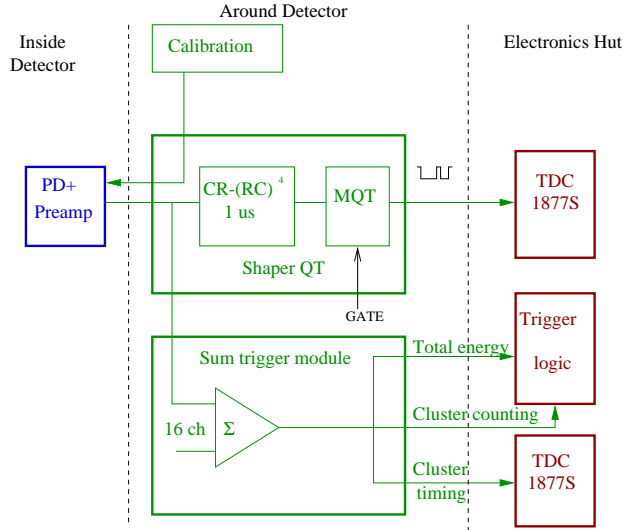 Around Detector
Inside
Detector
Electronics Hut
Calibration
PD+
Preamp
CR-(RC) 4
1 us
MQT
TDC
1877S
Shaper QT
GATE
Sum trigger module
Total energy
Trigger
logic
16 ch
Σ
Cluster counting
Cluster
timing
TDC
1877S